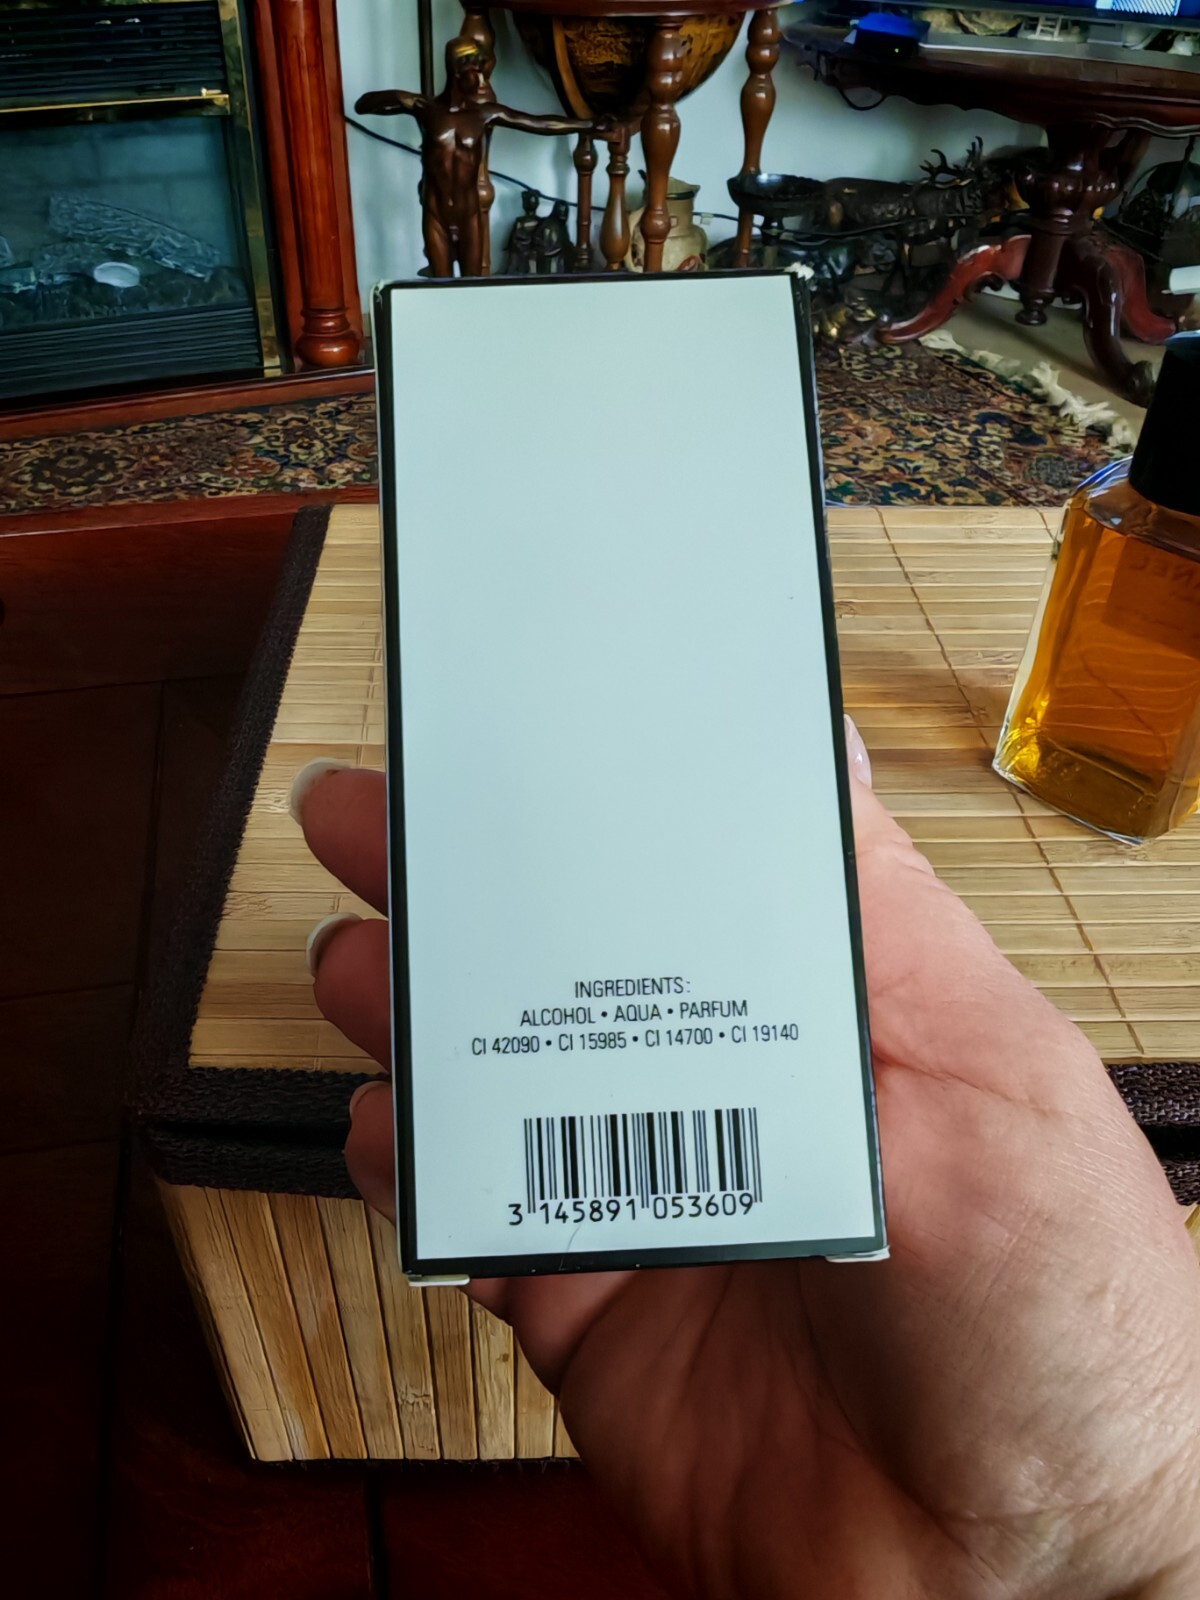 INGREDIENTS:
ALCOHOL • AQUA • PARFUM
CI 42090 • CI 15985 • CI 14700 • CI 19140
3 145891 053609